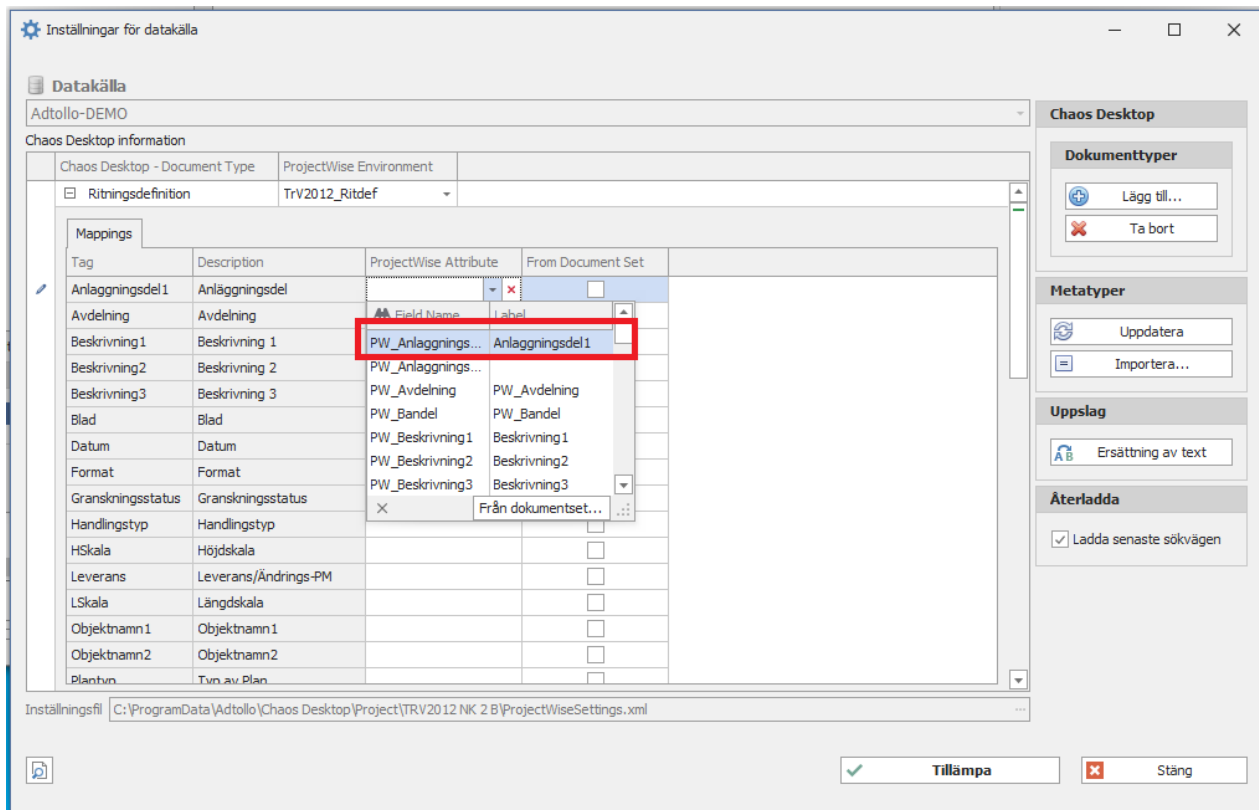 Inställningar för datakälla
Datakälla
Adtollo-DEMO
Chaos Desktop information
Chaos Desktop - Document Type ProjectWise Environment
Ritningsdefinition TrV2012_Ritdef
Mappings
Tag Description ProjectWise Attribute From Document Set
Anlaggningsdel1 Anläggningsdel
Avdelning Avdelning
Beskrivning1 Beskrivning 1
Beskrivning2 Beskrivning 2
Beskrivning3 Beskrivning 3
Blad Blad
Datum Datum
Format Format
Granskningsstatus Granskningsstatus
Handlingstyp Handlingstyp
HSkala Höjdskala
Leverans Leverans/Ändrings-PM
LSkala Längdskala
Objektnamn1 Objektnamn1
Objektnamn2 Objektnamn2
Plantyp Typ av Plan
Field Name Label
PW_Anlaggnings... Anlaggningsdel1
PW_Anlaggnings...
PW_Avdelning PW_Avdelning
PW_Bandel PW_Bandel
PW_Beskrivning1 Beskrivning1
PW_Beskrivning2 Beskrivning2
PW_Beskrivning3 Beskrivning3
Från dokumentset...
Inställningsfil C:\ProgramData\Adtollo\Chaos Desktop\Project\TRV2012 NK 2 B\ProjectWiseSettings.xml
Chaos Desktop
Dokumenttyper
Lägg till...
Ta bort
Metatyper
Uppdatera
Importera...
Uppslag
Ersättning av text
Återladda
Ladda senaste sökvägen
Tillämpa
Stäng